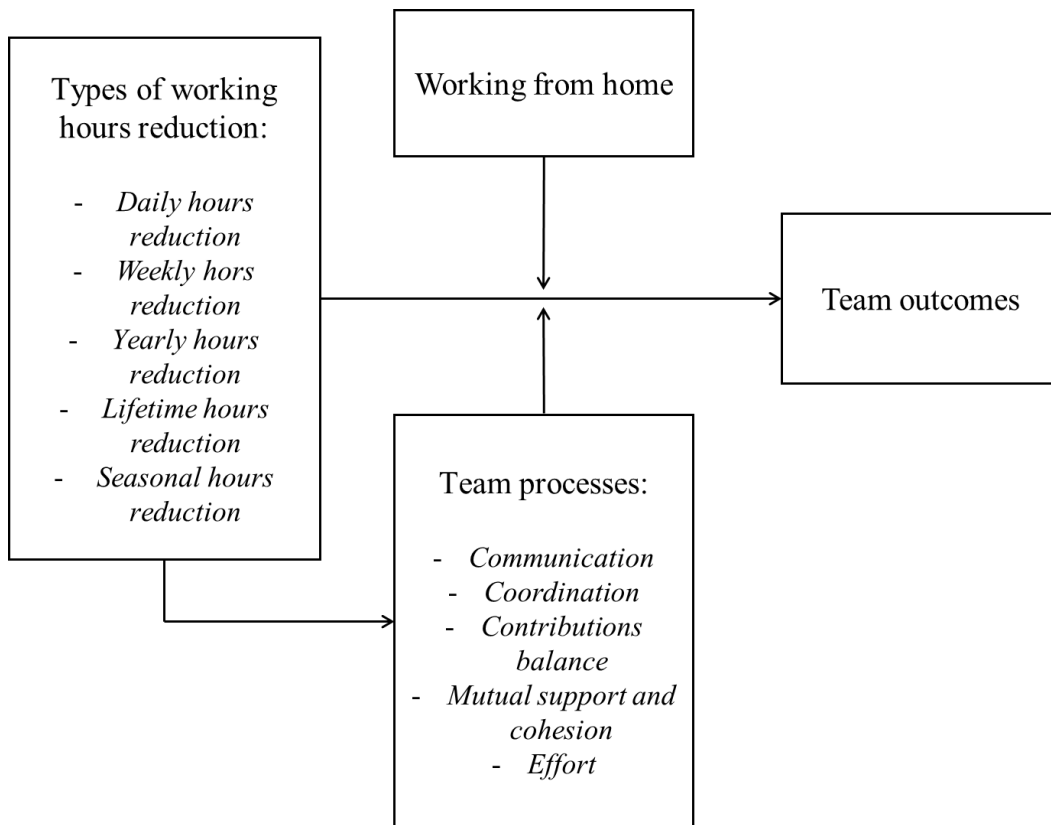 Types of working
hours reduction:
- Daily hours
reduction
- Weekly hors
reduction
- Yearly hours
reduction
- Lifetime hours
reduction
- Seasonal hours
reduction
Working from home
Team outcomes
Team processes:
- Communication
- Coordination
- Contributions
balance
- Mutual support and
cohesion
- Effort